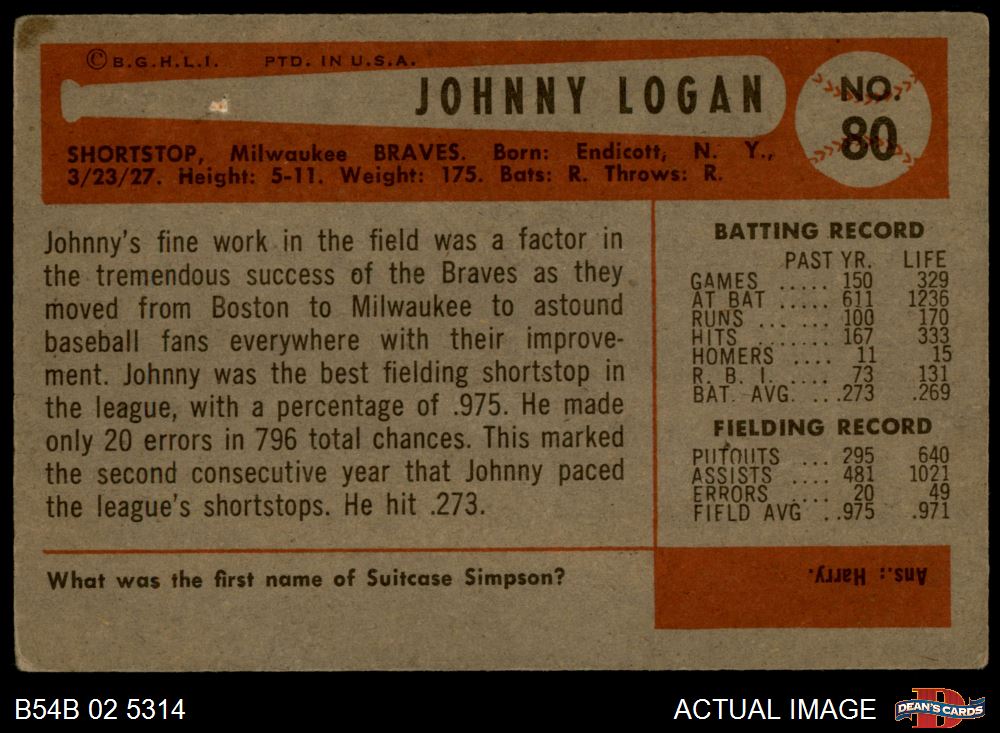 © B.G.H.L.I. PTD. IN U.S.A.
JOHNNY LOGAN
NO. 80
SHORTSTOP, Milwaukee BRAVES. Born: Endicott, N. Y.,
3/23/27. Height: 5-11. Weight: 175. Bats: R. Throws: R.
Johnny's fine work in the field was a factor in
the tremendous success of the Braves as they
moved from Boston to Milwaukee to astound
baseball fans everywhere with their improve-
ment. Johnny was the best fielding shortstop in
the league, with a percentage of .975. He made
only 20 errors in 796 total chances. This marked
the second consecutive year that Johnny paced
the league's shortstops. He hit .273.
BATTING RECORD
PAST YR. LIFE
GAMES ..... 150 329
AT BAT ..... 611 1236
RUNS ... ...... 100 170
HITS ... ....... 167 333
HOMERS .... 11 15
R. B. I. .... 73 131
BAT. AVG. ...273 .269
FIELDING RECORD
PUTOUTS ... 295 640
ASSISTS .... 481 1021
ERRORS .... 20 49
FIELD AVG ..975 .971
What was the first name of Suitcase Simpson?
Ans.: Harry.
B54B 02 5314
ACTUAL IMAGE
D
DEAN'S CARDS